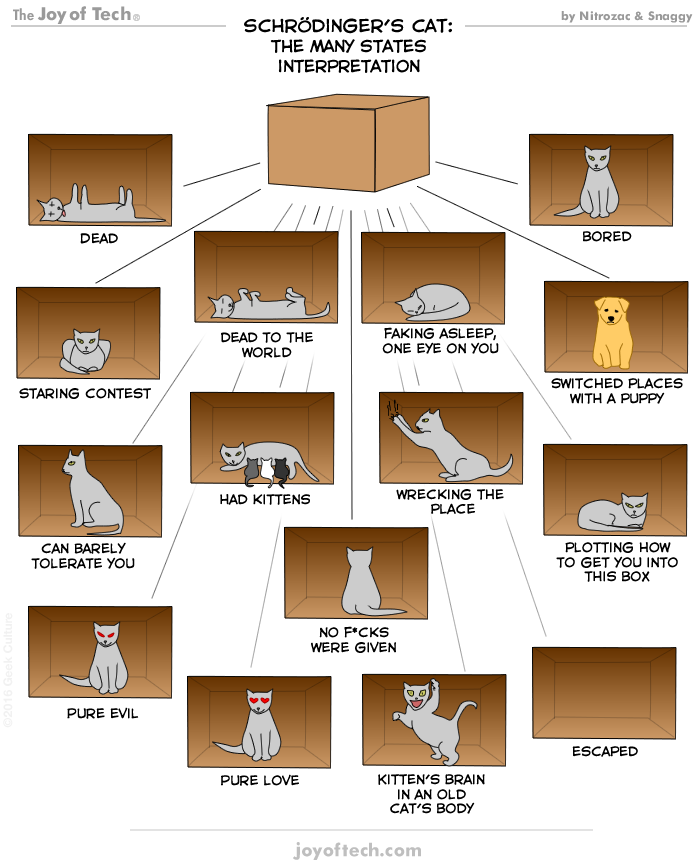 The Joy of Tech®
by Nitrozac & Snaggy
SCHRÖDINGER'S CAT:
THE MANY STATES
INTERPRETATION
DEAD
BORED
DEAD TO THE
WORLD
FAKING ASLEEP,
ONE EYE ON YOU
STARING CONTEST
SWITCHED PLACES
WITH A PUPPY
HAD KITTENS
WRECKING THE
PLACE
CAN BARELY
TOLERATE YOU
PLOTTING HOW
TO GET YOU INTO
THIS BOX
NO F*CKS
WERE GIVEN
PURE EVIL
ESCAPED
PURE LOVE
KITTEN'S BRAIN
IN AN OLD
CAT'S BODY
©2016 Geek Culture
joyoftech.com